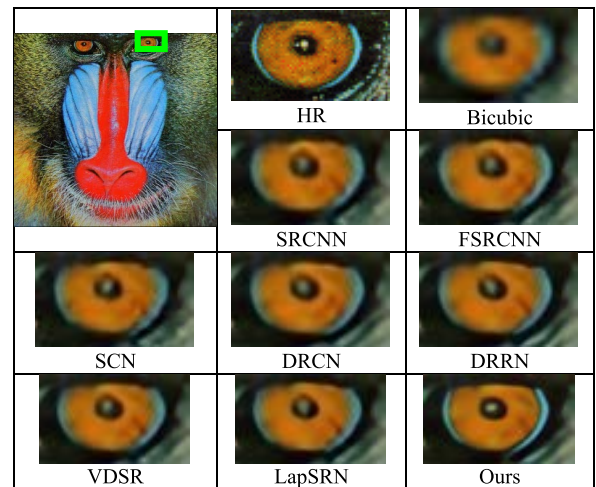 HR
Bicubic
SRCNN
FSRCNN
SCN
DRCN
DRRN
VDSR
LapSRN
Ours